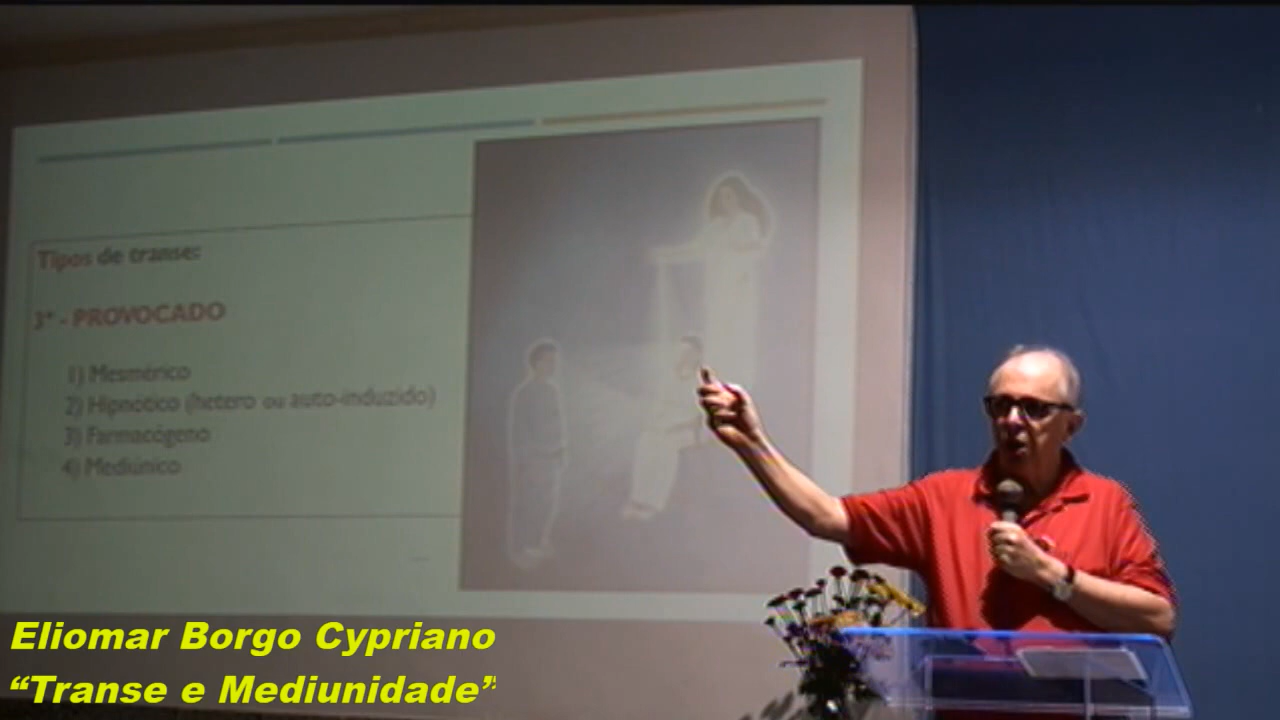 Tipos de transe:
3º - PROVOCADO
1) Mesmérico
2) Hipnótico (hetero ou auto-induzido)
3) Farmacógeno
4) Mediúnico
Eliomar Borgo Cypriano
“Transe e Mediunidade”